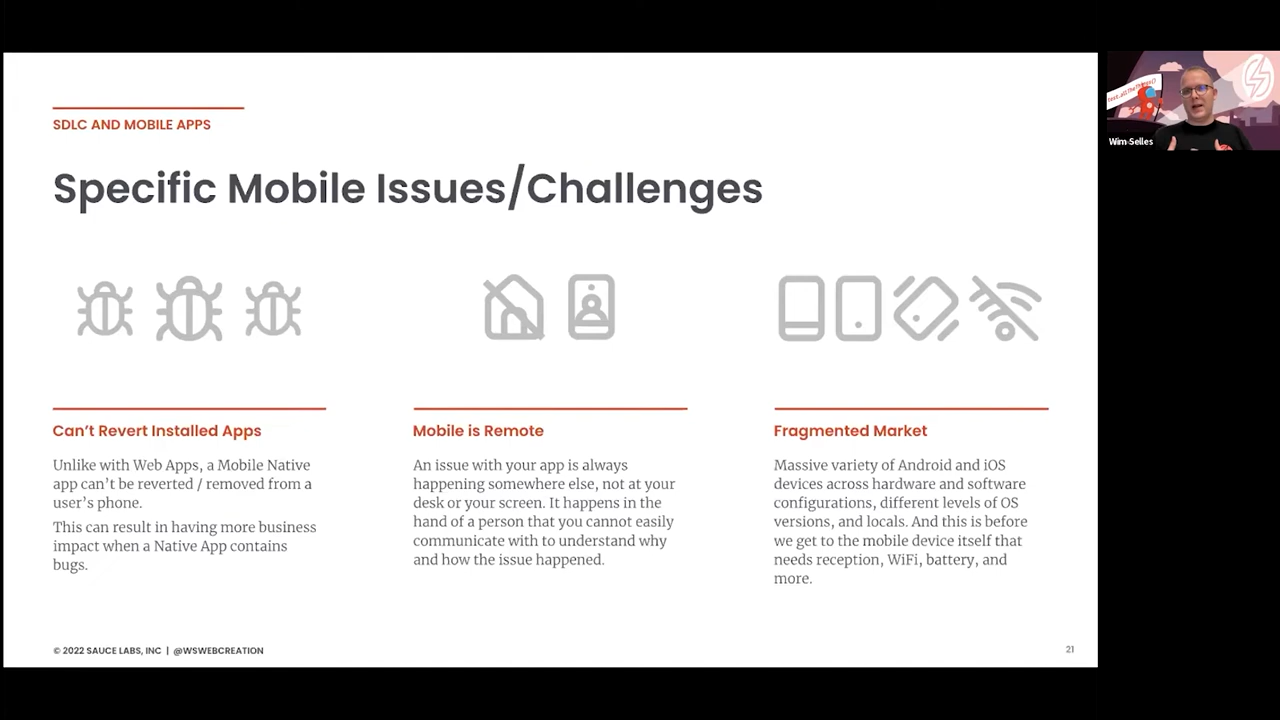 SDLC AND MOBILE APPS
Specific Mobile Issues/Challenges
Can't Revert Installed Apps
Unlike with Web Apps, a Mobile Native
app can't be reverted / removed from a
user's phone.
This can result in having more business
impact when a Native App contains
bugs.
Mobile is Remote
An issue with your app is always
happening somewhere else, not at your
desk or your screen. It happens in the
hand of a person that you cannot easily
communicate with to understand why
and how the issue happened.
Fragmented Market
Massive variety of Android and iOS
devices across hardware and software
configurations, different levels of OS
versions, and locals. And this is before
we get to the mobile device itself that
needs reception, WiFi, battery, and
more.
© 2022 SAUCE LABS, INC | @WSWEBCREATION
21
Wim Selles